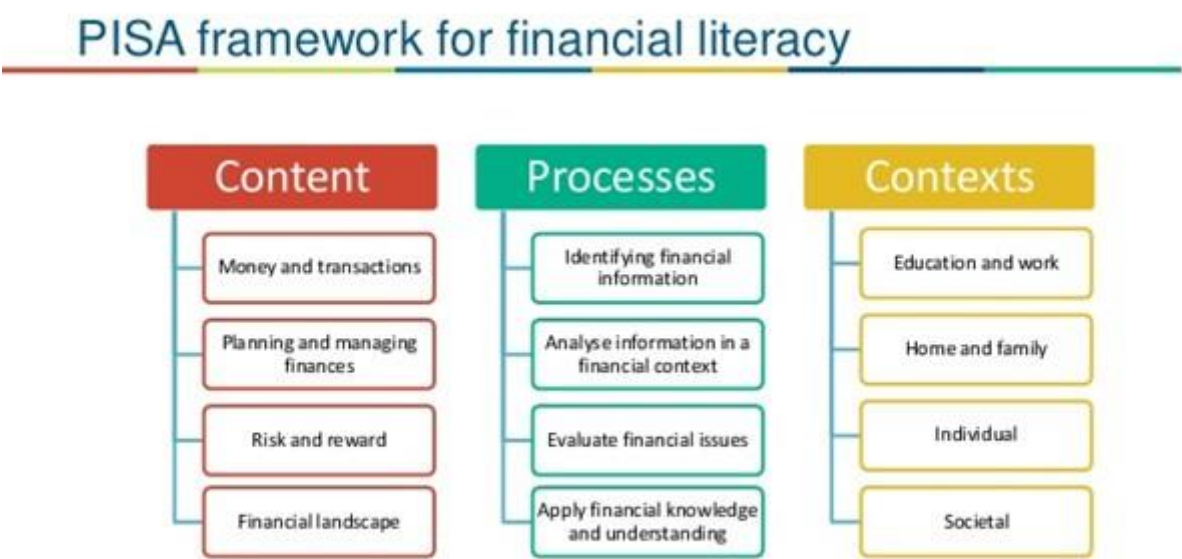 PISA framework for financial literacy
Content
Money and transactions
Planning and managing
finances
Risk and reward
Financial landscape
Processes
Identifying financial
information
Analyse information in a
financial context
Evaluate financial issues
Apply financial knowledge
and understanding
Contexts
Education and work
Home and family
Individual
Societal